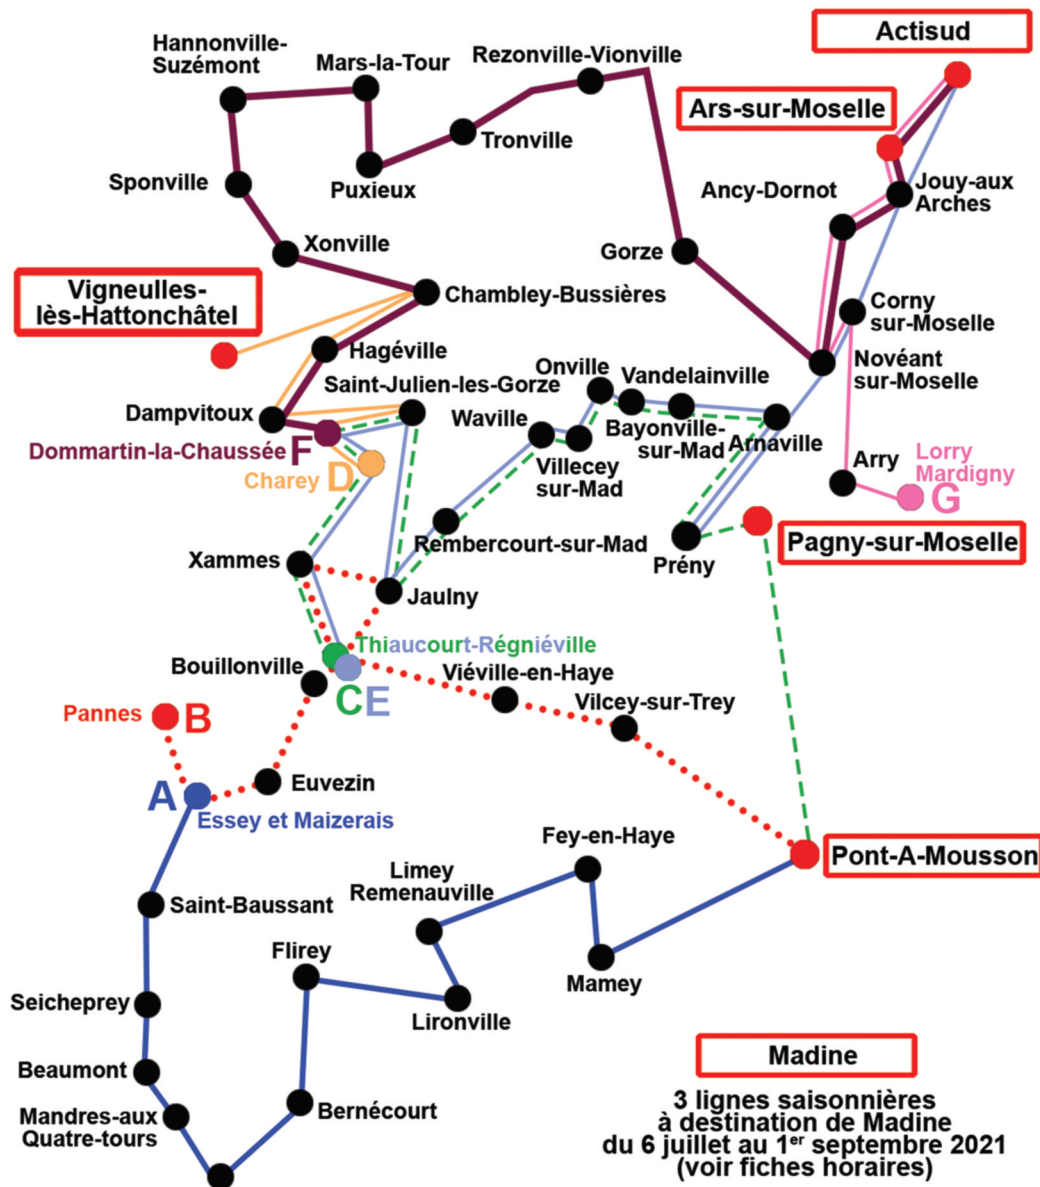 Actisud
Hannonville-
Suzémont
Mars-la-Tour
Rezonville-Vionville
Ars-sur-Moselle
Tronville
Sponville
Puxieux
Ancy-Dornot
Jouy-aux
Arches
Xonville
Gorze
Vigneulles-
lès-Hattonchâtel
Chambley-Bussières
Corny
sur-Moselle
Hagéville
Novéant
sur-Moselle
Saint-Julien-les-Gorze
Onville
Vandelainville
Dampvitoux
Waville
Bayonville-
sur-Mad
Arnaville
Dommartin-la-Chaussée F
Charey D
Villecey
sur-Mad
Arry
Lorry
Mardigny
G
Rembercourt-sur-Mad
Prény
Pagny-sur-Moselle
Xammes
Jaulny
Thiaucourt-Régniéville
Bouillonville
C E
Viéville-en-Haye
Vilcey-sur-Trey
Pannes B
A
Euvezin
Essey et Maizerais
Fey-en-Haye
Pont-A-Mousson
Limey
Remenauville
Saint-Baussant
Flirey
Mamey
Seicheprey
Lironville
Beaumont
Madine
Bernécourt
Mandres-aux
Quatre-tours
3 lignes saisonnières
à destination de Madine
du 6 juillet au 1er septembre 2021
(voir fiches horaires)